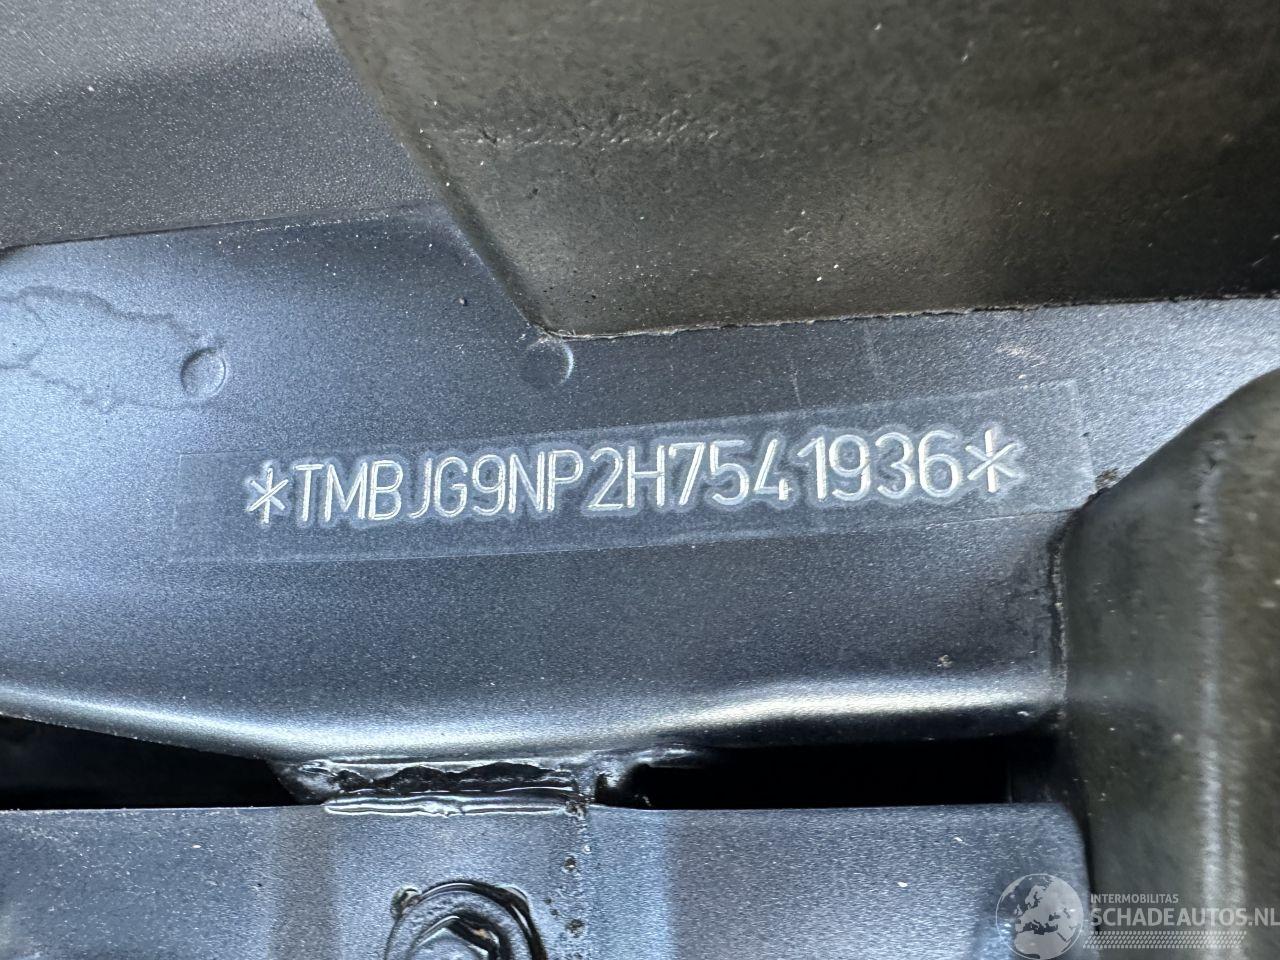 *TMBJG9NP2H7541936*
INTERMOBILITAS
SCHADEAUTOS.NL